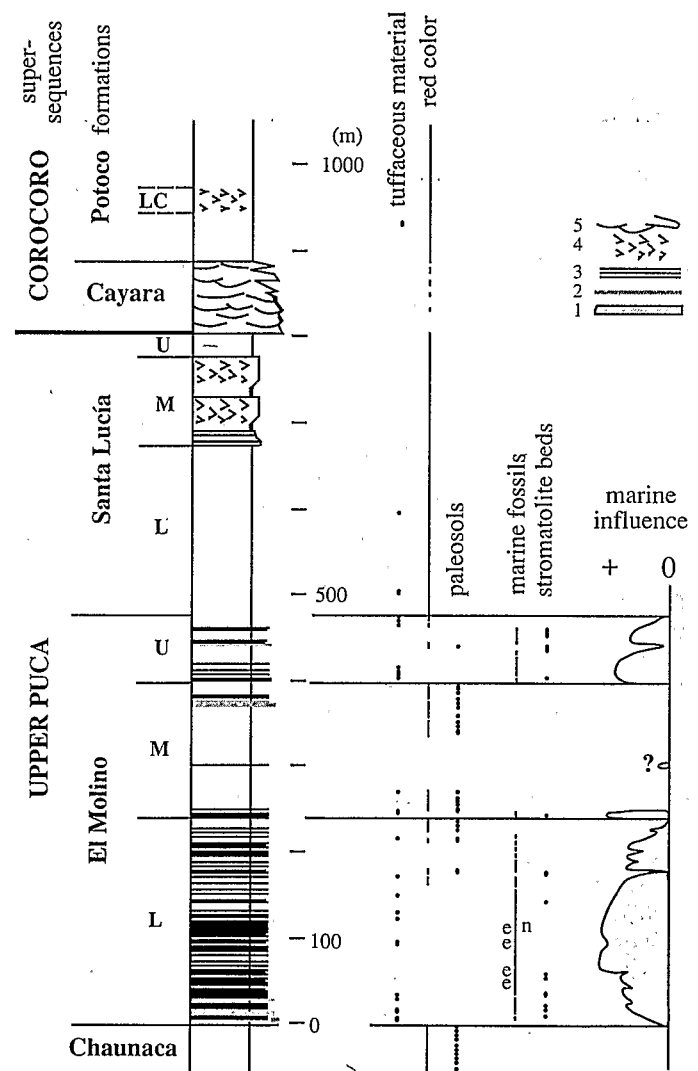 super-
sequences
formations
tuffaceous material
red color
(m)
1000
COROCORO
Potoco
LC
Cayara
5
4
3
2
1
U
Santa Lucía
M
L
paleosols
marine fossils
stromatolite beds
marine
influence
+ 0
500
UPPER PUCA
El Molino
U
M
?
L
e n
e
e
e
100
0
Chaunaca